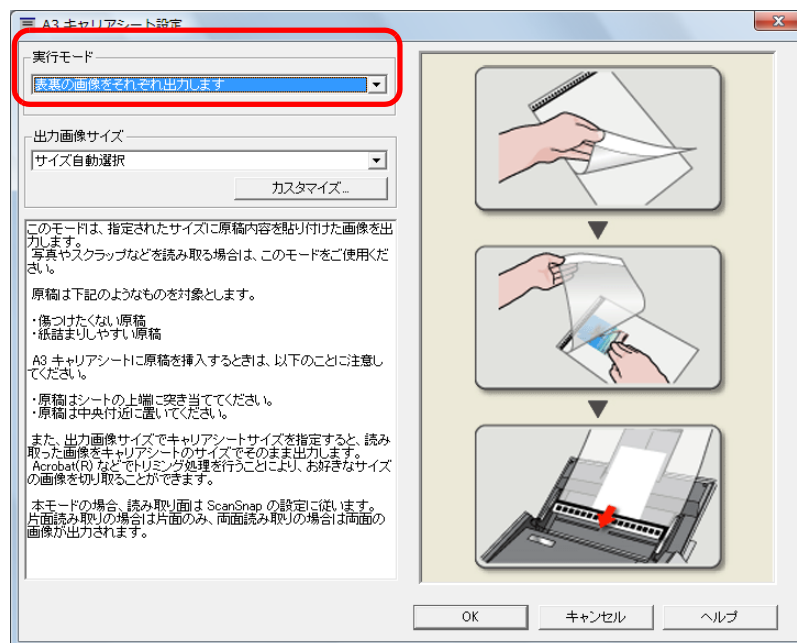 A3 キャリアシート設定
実行モード
表裏の画像をそれぞれ出力します
出力画像サイズ
サイズ自動選択
カスタマイズ...
このモードは、指定されたサイズに原稿内容を貼り付けた画像を出
力します。
写真やスクラップなどを読み取る場合は、このモードをご使用くだ
さい。
原稿は下記のようなものを対象とします。
・傷つけたくない原稿
・紙詰まりしやすい原稿
A3 キャリアシートに原稿を挿入するときは、以下のことに注意し
てください。
・原稿はシートの上端に突き当ててください。
・原稿は中央付近に置いてください。
また、出力画像サイズでキャリアシートサイズを指定すると、読み
取った画像をキャリアシートのサイズでそのまま出力します。
Acrobat(R) などでトリミング処理を行うことにより、お好きなサイズ
の画像を切り取ることができます。
本モードの場合、読み取り面は ScanSnap の設定に従います。
片面読み取りの場合は片面のみ、両面読み取りの場合は両面の
画像が出力されます。
OK
キャンセル
ヘルプ